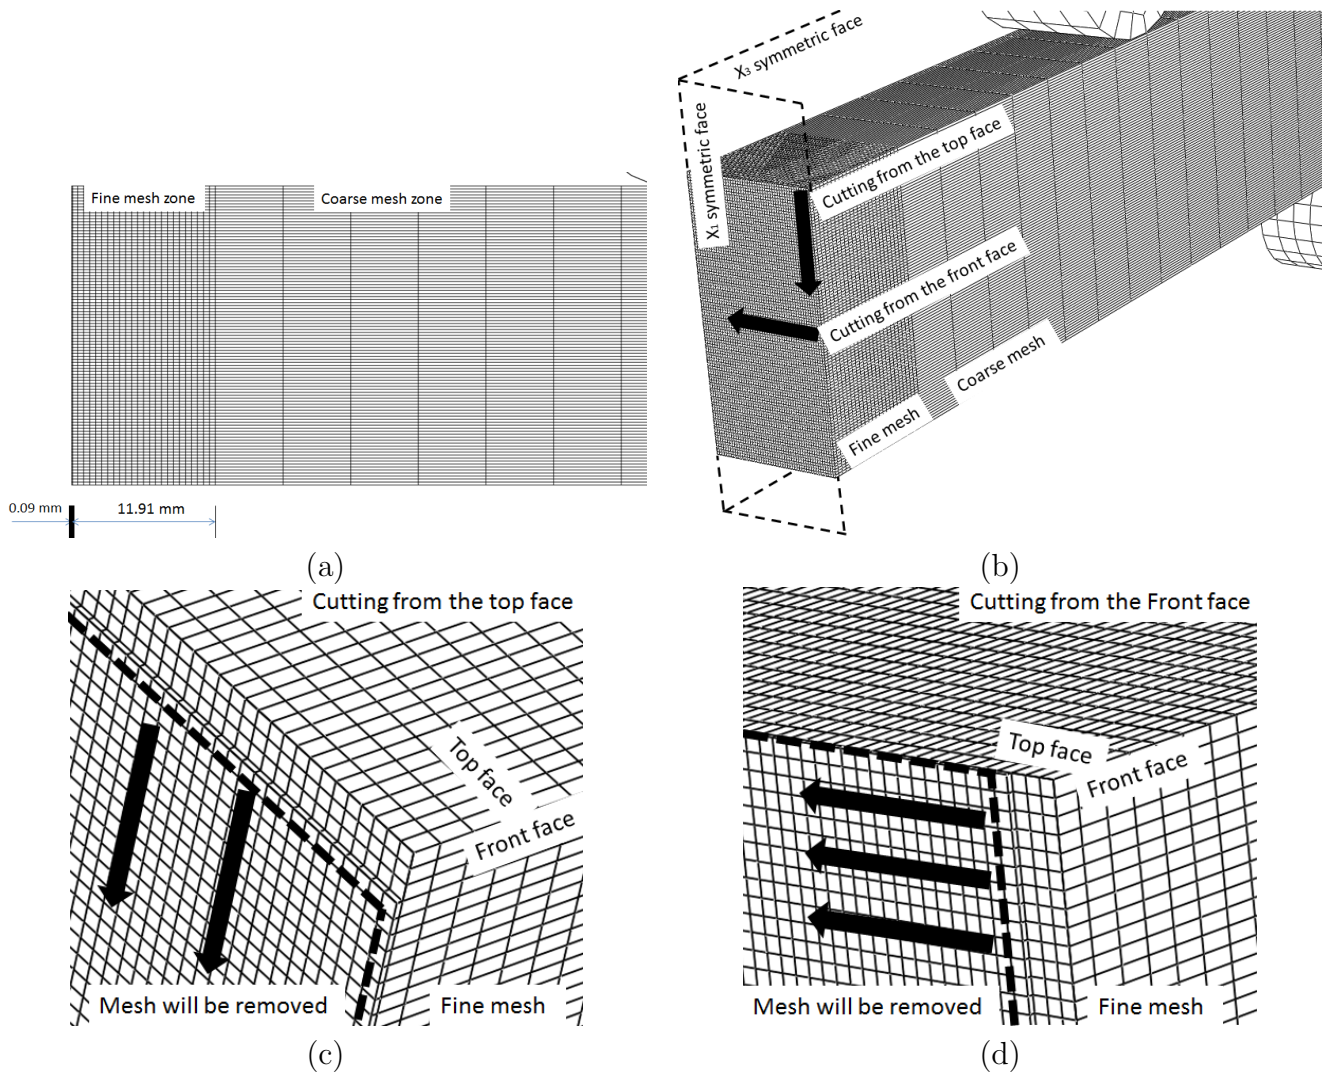 Fine mesh zone
Coarse mesh zone
0.09 mm
11.91 mm
(a)
X₃ symmetric face
X₁ symmetric face
Cutting from the top face
Cutting from the front face
Coarse mesh
Fine mesh
(b)
Cutting from the top face
Top face
Front face
Mesh will be removed
Fine mesh
(c)
Cutting from the Front face
Top face
Front face
Mesh will be removed
Fine mesh
(d)